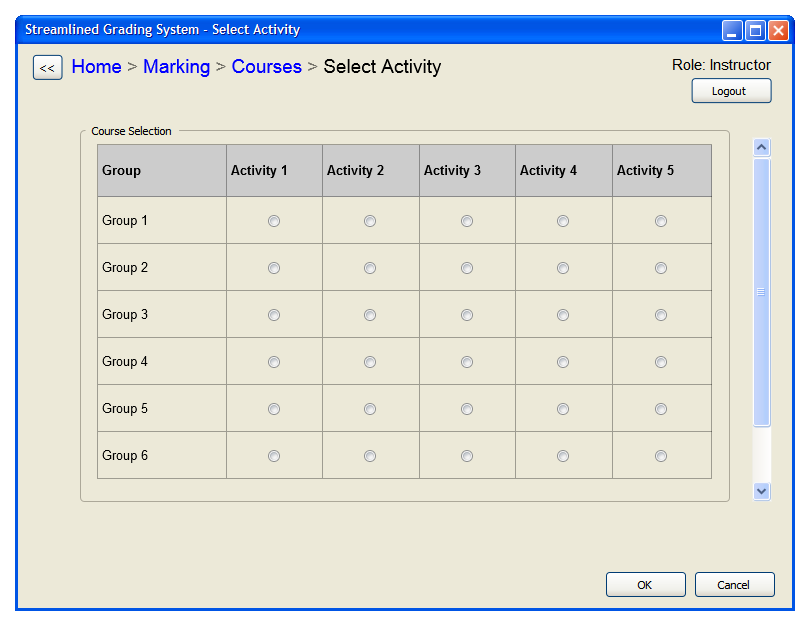 Streamlined Grading System - Select Activity
<< Home > Marking > Courses > Select Activity
Role: Instructor
Logout
Course Selection
Group Activity 1 Activity 2 Activity 3 Activity 4 Activity 5
Group 1
Group 2
Group 3
Group 4
Group 5
Group 6
OK Cancel